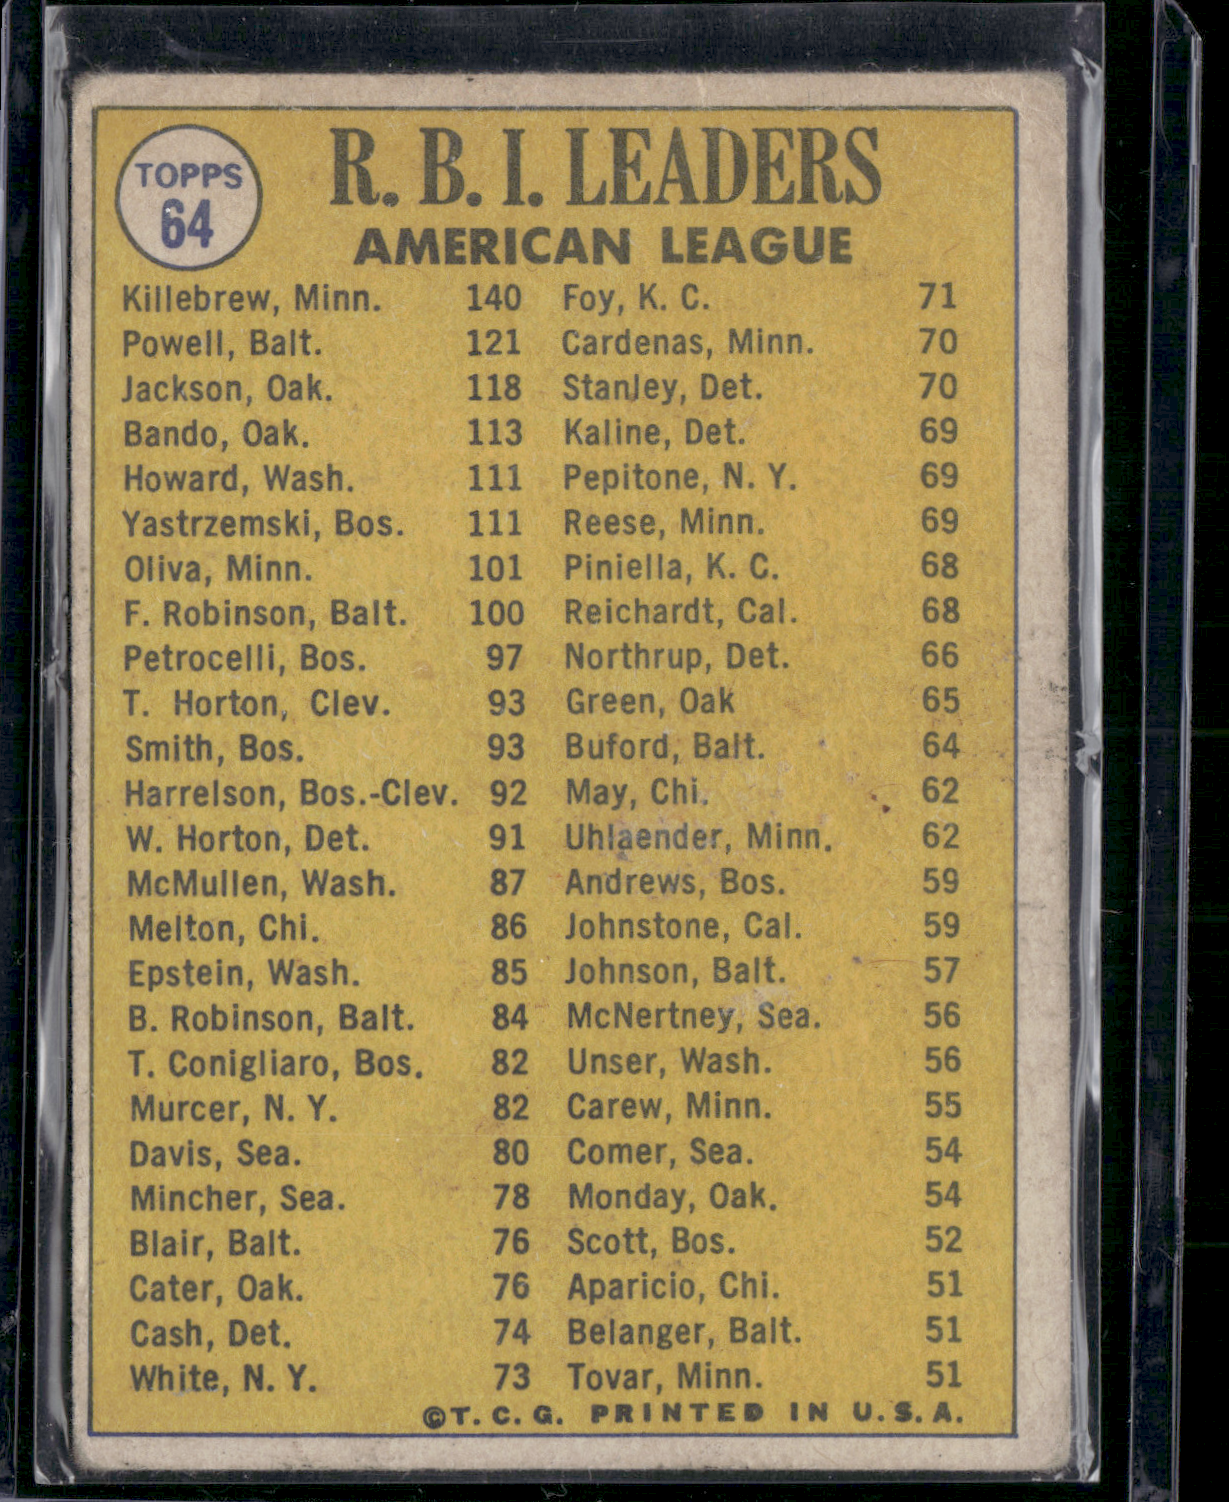 TOPPS
64
R. B. I. LEADERS
AMERICAN LEAGUE
Killebrew, Minn. 140
Powell, Balt. 121
Jackson, Oak. 118
Bando, Oak. 113
Howard, Wash. 111
Yastrzemski, Bos. 111
Oliva, Minn. 101
F. Robinson, Balt. 100
Petrocelli, Bos. 97
T. Horton, Clev. 93
Smith, Bos. 93
Harrelson, Bos.-Clev. 92
W. Horton, Det. 91
McMullen, Wash. 87
Melton, Chi. 86
Epstein, Wash. 85
B. Robinson, Balt. 84
T. Conigliaro, Bos. 82
Murcer, N. Y. 82
Davis, Sea. 80
Mincher, Sea. 78
Blair, Balt. 76
Cater, Oak. 76
Cash, Det. 74
White, N. Y. 73
Foy, K. C. 71
Cardenas, Minn. 70
Stanley, Det. 70
Kaline, Det. 69
Pepitone, N. Y. 69
Reese, Minn. 69
Piniella, K. C. 68
Reichardt, Cal. 68
Northrup, Det. 66
Green, Oak 65
Buford, Balt. 64
May, Chi. 62
Uhlaender, Minn. 62
Andrews, Bos. 59
Johnstone, Cal. 59
Johnson, Balt. 57
McNertney, Sea. 56
Unser, Wash. 56
Carew, Minn. 55
Comer, Sea. 54
Monday, Oak. 54
Scott, Bos. 52
Aparicio, Chi. 51
Belanger, Balt. 51
Tovar, Minn. 51
©T. C. G. PRINTED IN U.S.A.